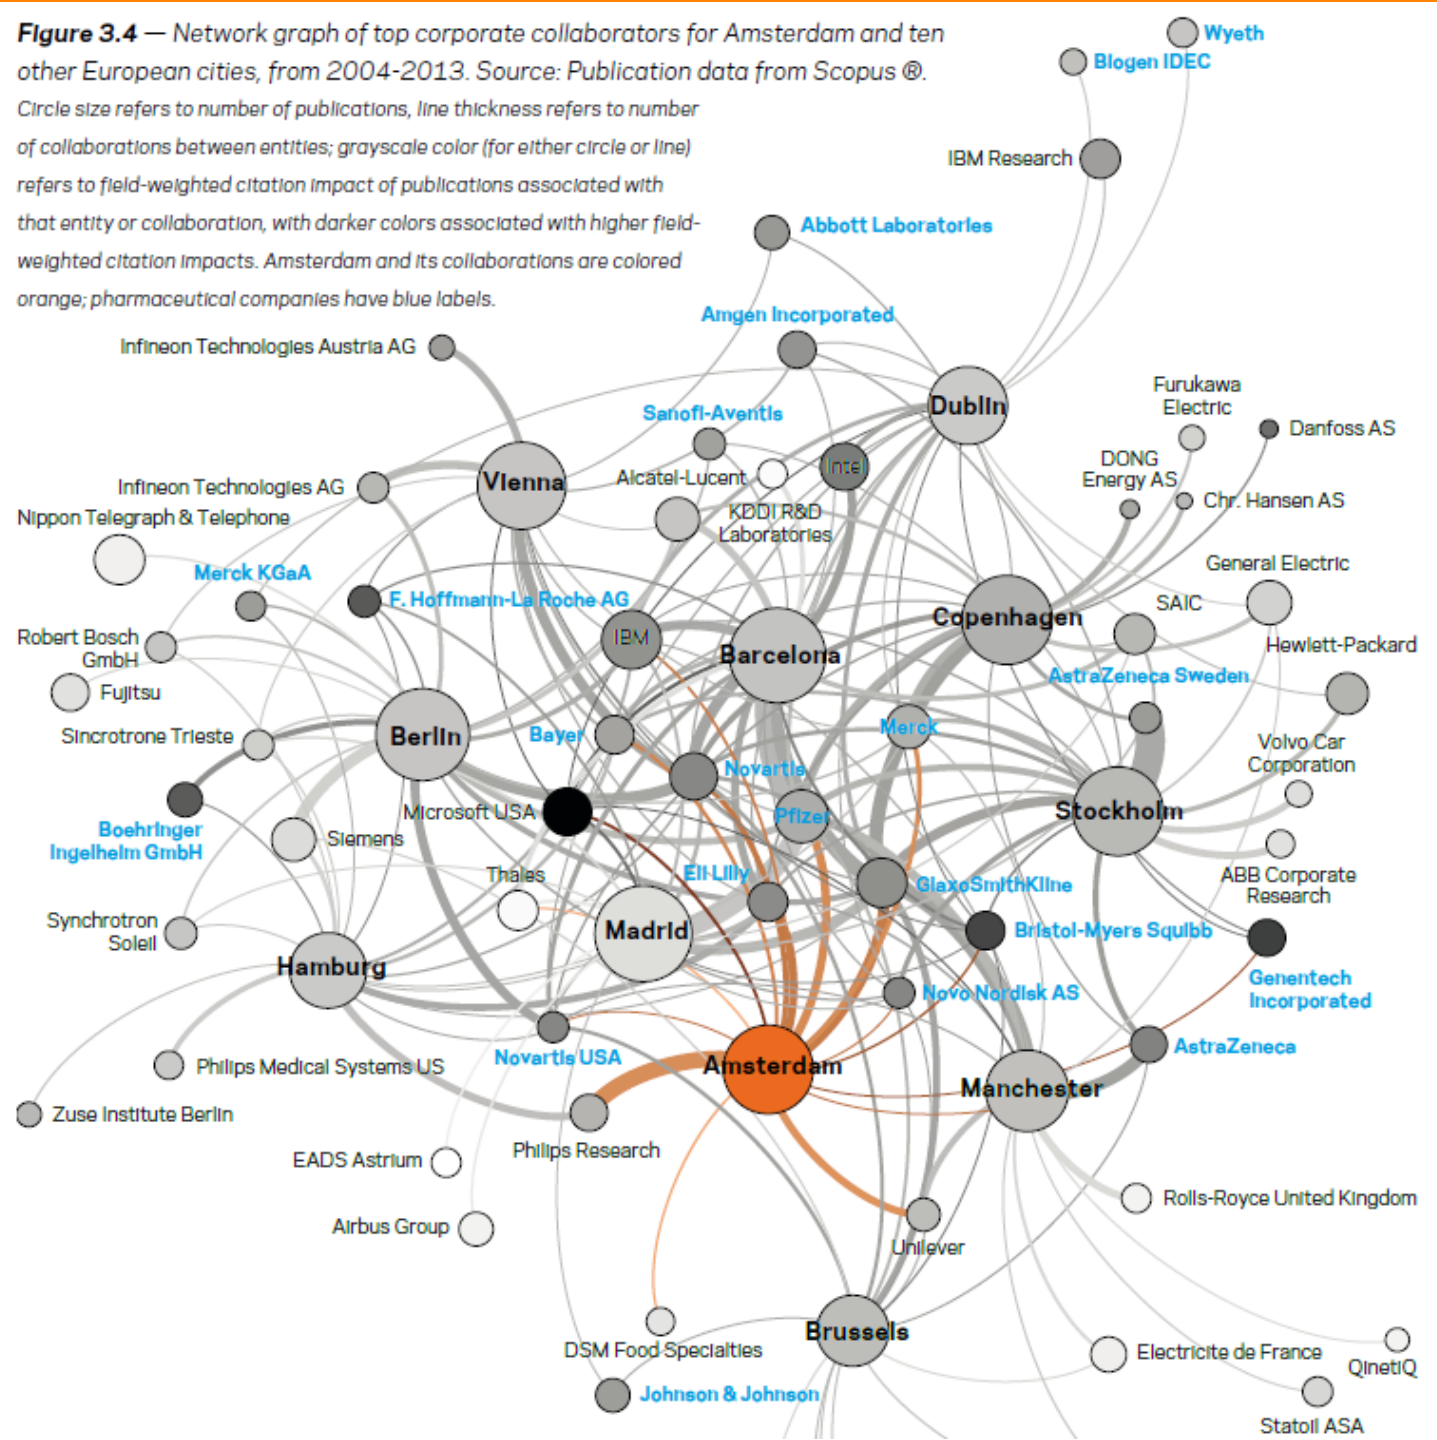 Figure 3.4 — Network graph of top corporate collaborators for Amsterdam and ten
other European cities, from 2004-2013. Source: Publication data from Scopus ®.
Circle size refers to number of publications, line thickness refers to number
of collaborations between entities; grayscale color (for either circle or line)
refers to field-weighted citation impact of publications associated with
that entity or collaboration, with darker colors associated with higher field-
weighted citation impacts. Amsterdam and its collaborations are colored
orange; pharmaceutical companies have blue labels.
Wyeth
Biogen IDEC
IBM Research
Abbott Laboratories
Amgen Incorporated
Infineon Technologies Austria AG
Dublin
Furukawa
Electric
Danfoss AS
Sanofi-Aventis
DONG
Energy AS
Chr. Hansen AS
Vienna
Alcatel-Lucent
Intel
Infineon Technologies AG
KDDI R&D
Laboratories
Nippon Telegraph & Telephone
General Electric
Merck KGaA
F. Hoffmann-La Roche AG
Copenhagen
SAIC
Robert Bosch
GmbH
IBM
Barcelona
Hewlett-Packard
AstraZeneca Sweden
Fujitsu
Sincrotrone Trieste
Berlin
Bayer
Merck
Volvo Car
Corporation
Novartis
Microsoft USA
Pfizer
Stockholm
Boehringer
Ingelheim GmbH
Siemens
Thales
Eli Lilly
GlaxoSmithKline
ABB Corporate
Research
Synchrotron
Soleil
Madrid
Bristol-Myers Squibb
Hamburg
Genentech
Incorporated
Novo Nordisk AS
Novartis USA
Amsterdam
AstraZeneca
Philips Medical Systems US
Manchester
Zuse Institute Berlin
Philips Research
EADS Astrium
Rolls-Royce United Kingdom
Airbus Group
Unilever
DSM Food Specialties
Brussels
Electricite de France
QinetiQ
Johnson & Johnson
Statoil ASA